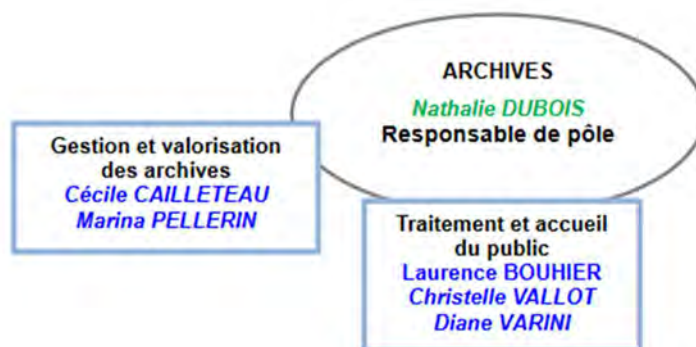 ARCHIVES
Nathalie DUBOIS
Responsable de pôle
Gestion et valorisation
des archives
Cécile CAILLETEAU
Marina PELLERIN
Traitement et accueil
du public
Laurence BOUHIER
Christelle VALLOT
Diane VARINI